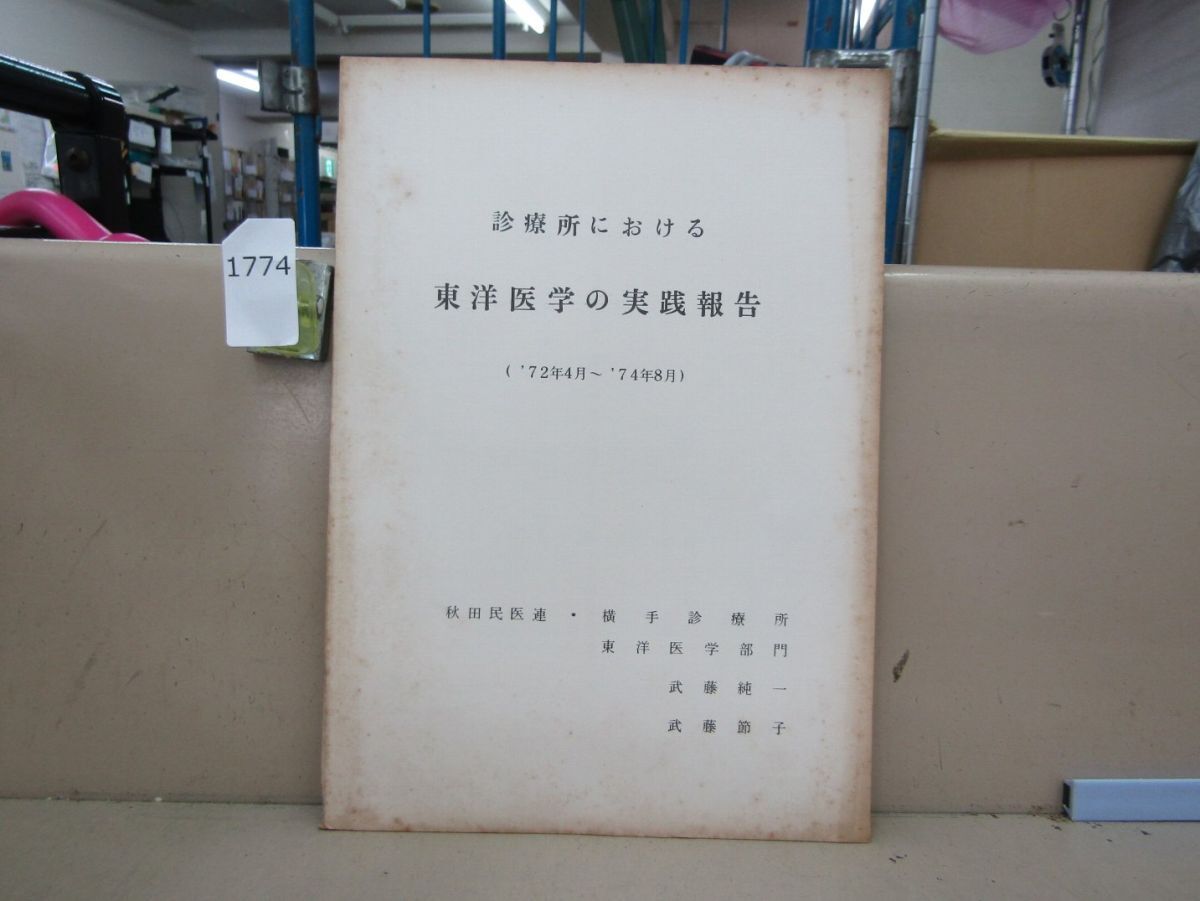 1774
診療所における
東洋医学の実践報告
( '72年4月～'74年8月)
秋田民医連・横手診療所
東洋医学部門
武藤純一
武藤節子